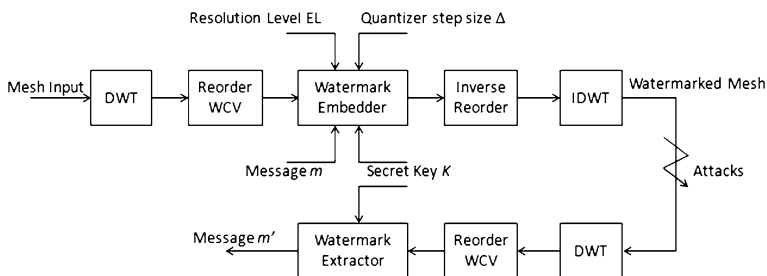 Resolution Level EL
Quantizer step size Δ
Mesh Input
DWT
Reorder
WCV
Watermark
Embedder
Inverse
Reorder
IDWT
Watermarked Mesh
Message m
Secret Key K
Attacks
Message m'
Watermark
Extractor
Reorder
WCV
DWT